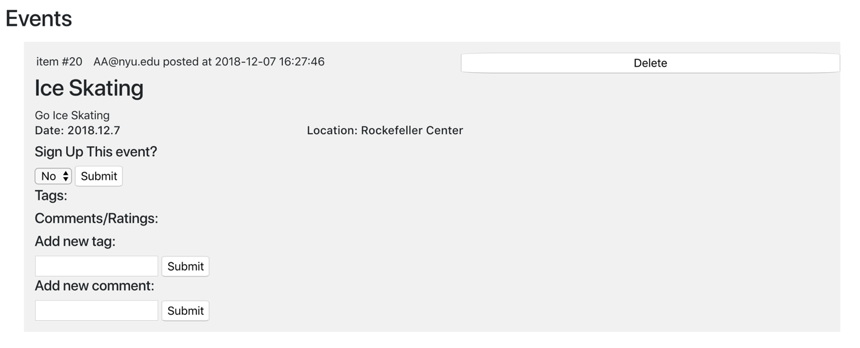 Events
item #20 AA@nyu.edu posted at 2018-12-07 16:27:46 Delete
Ice Skating
Go Ice Skating
Date: 2018.12.7 Location: Rockefeller Center
Sign Up This event?
No Submit
Tags:
Comments/Ratings:
Add new tag:
Submit
Add new comment:
Submit